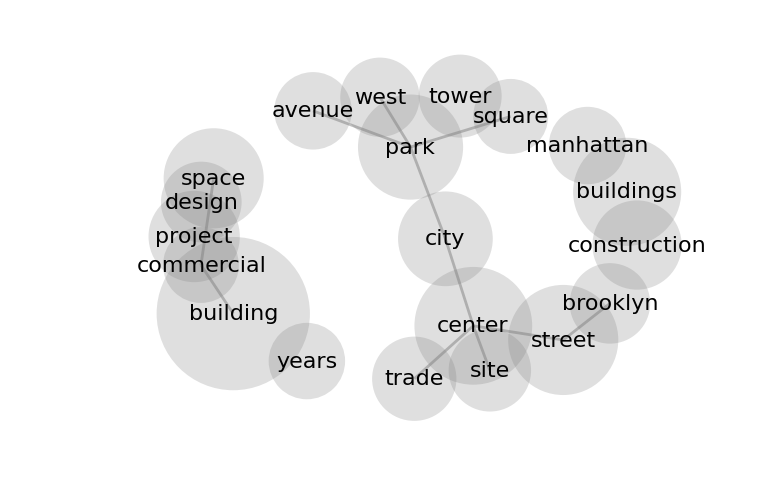 west
tower
avenue
square
manhattan
park
space
buildings
design
project
city
construction
commercial
brooklyn
building
center
street
years
site
trade